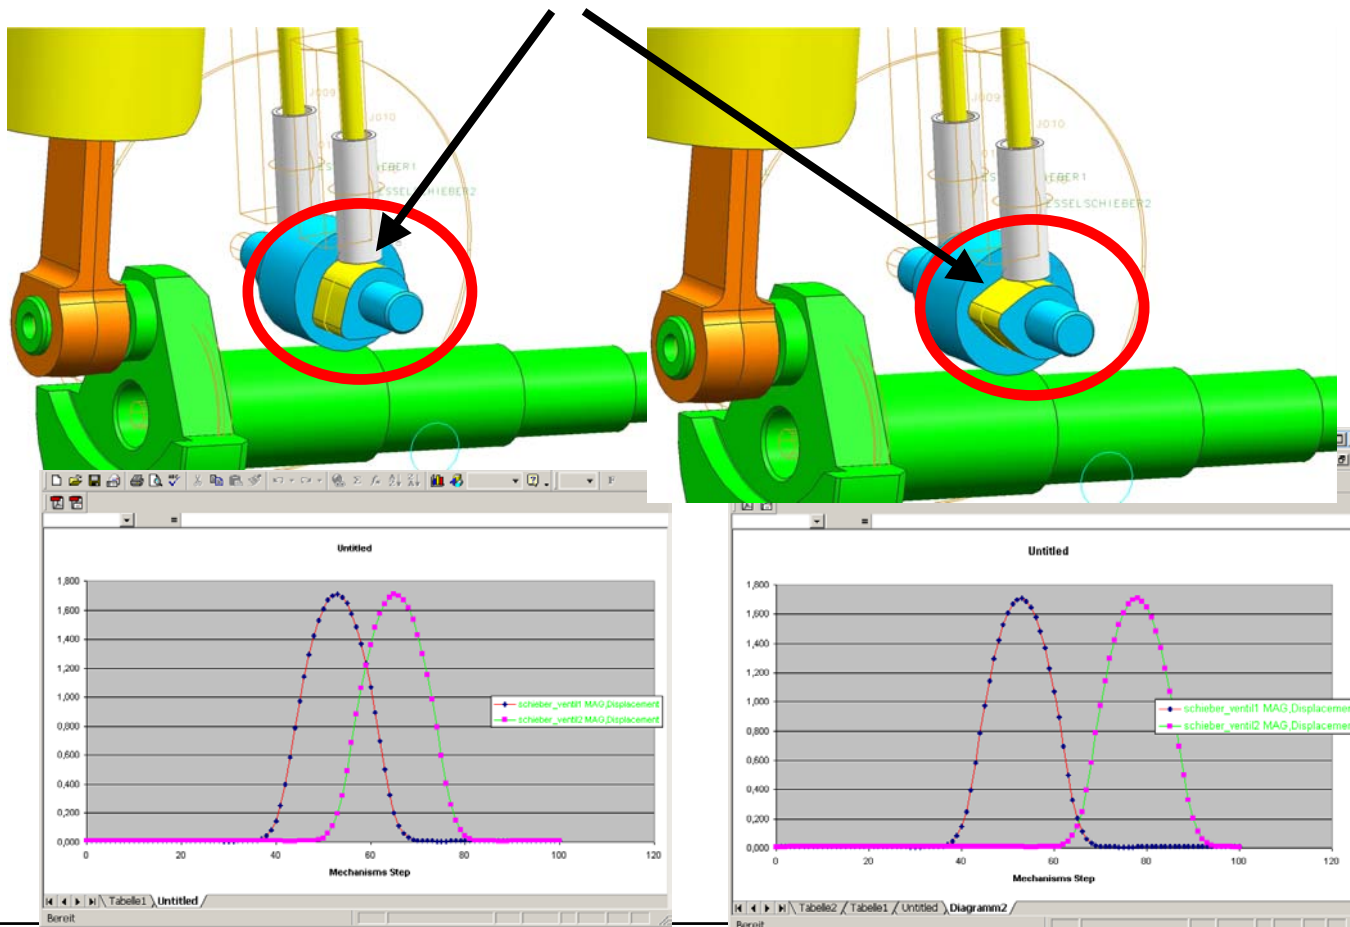 J009
J010
ESSELSCHIEBER2
J009
J010
ESSELSCHIEBER2
Untitled
1,800
1,600
1,400
1,200
1,000
0,800
0,600
0,400
0,200
0,000
0 20 40 60 80 100 120
schieber_ventil1 MAG,Displacement
schieber_ventil2 MAG,Displacement
Mechanisms Step
Tabelle1 Untitled
Bereit
Untitled
1,800
1,600
1,400
1,200
1,000
0,800
0,600
0,400
0,200
0,000
0 20 40 60 80 100 120
schieber_ventil1 MAG,Displacemen
schieber_ventil2 MAG,Displacemen
Mechanisms Step
Tabelle2 Tabelle1 Untitled Diagramm2
Bereit